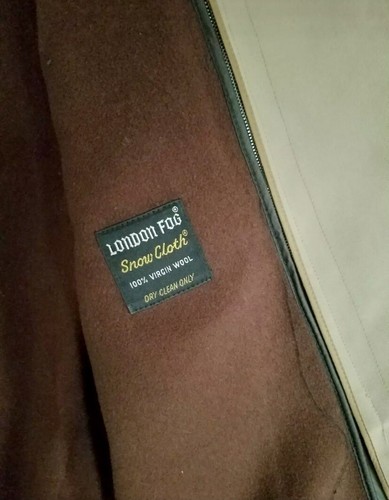 LONDON FOG®
Snow Cloth®
100% VIRGIN WOOL
DRY CLEAN ONLY